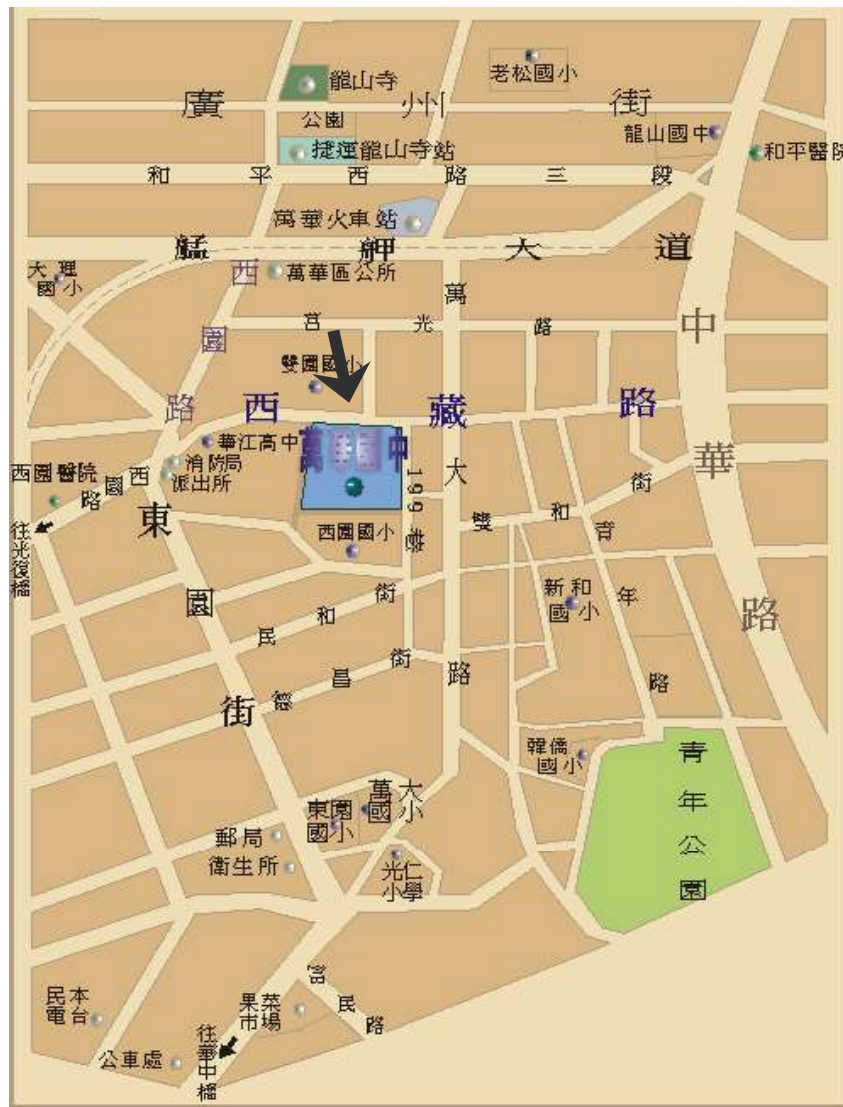 龍山寺
老松國小
廣州街
公園
龍山國中
捷運龍山寺站
和平醫院
和平西路三段
萬華火車站
艋舺大道
大理
國小
萬華區公所
西園路
萬大路
莒光路
中華路
雙園國小
西藏路
華江高中
萬華國中
消防局
派出所
西園醫院
西園路
199巷
往光復橋
東園街
雙和街
青年路
西園國小
新和
國小
民和街
德昌街
韓僑
國小
青年公園
萬大
國小
東園
國小
郵局
衛生所
光仁
小學
民本
電台
果菜
市場
富民路
往華中橋
公車處